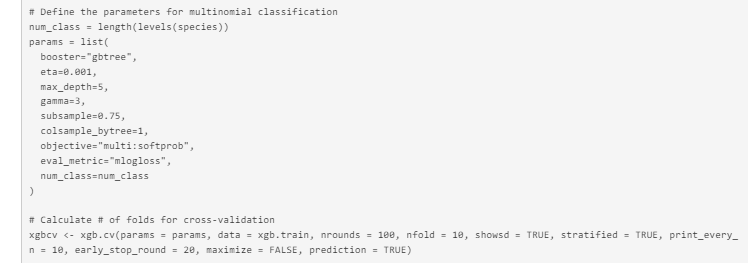 # Define the parameters for multinomial classification
num_class = length(levels(species))
params = list(
  booster="gbtree",
  eta=0.001,
  max_depth=5,
  gamma=3,
  subsample=0.75,
  colsample_bytree=1,
  objective="multi:softprob",
  eval_metric="mlogloss",
  num_class=num_class
)
# Calculate # of folds for cross-validation
xgbcv <- xgb.cv(params = params, data = xgb.train, nrounds = 100, nfold = 10, showsd = TRUE, stratified = TRUE, print_every_
n = 10, early_stop_round = 20, maximize = FALSE, prediction = TRUE)